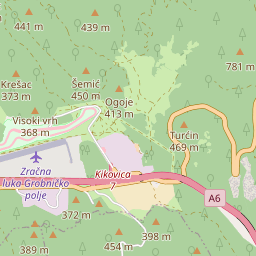 441 m
439 m
781 m
Krešac
373 m
Šemić
450 m
Ogoje
413 m
Visoki vrh
368 m
Turčin
469 m
Zračna
luka Grobničko
polje
Kikovica
7
A6
372 m
398 m
389 m
454 m